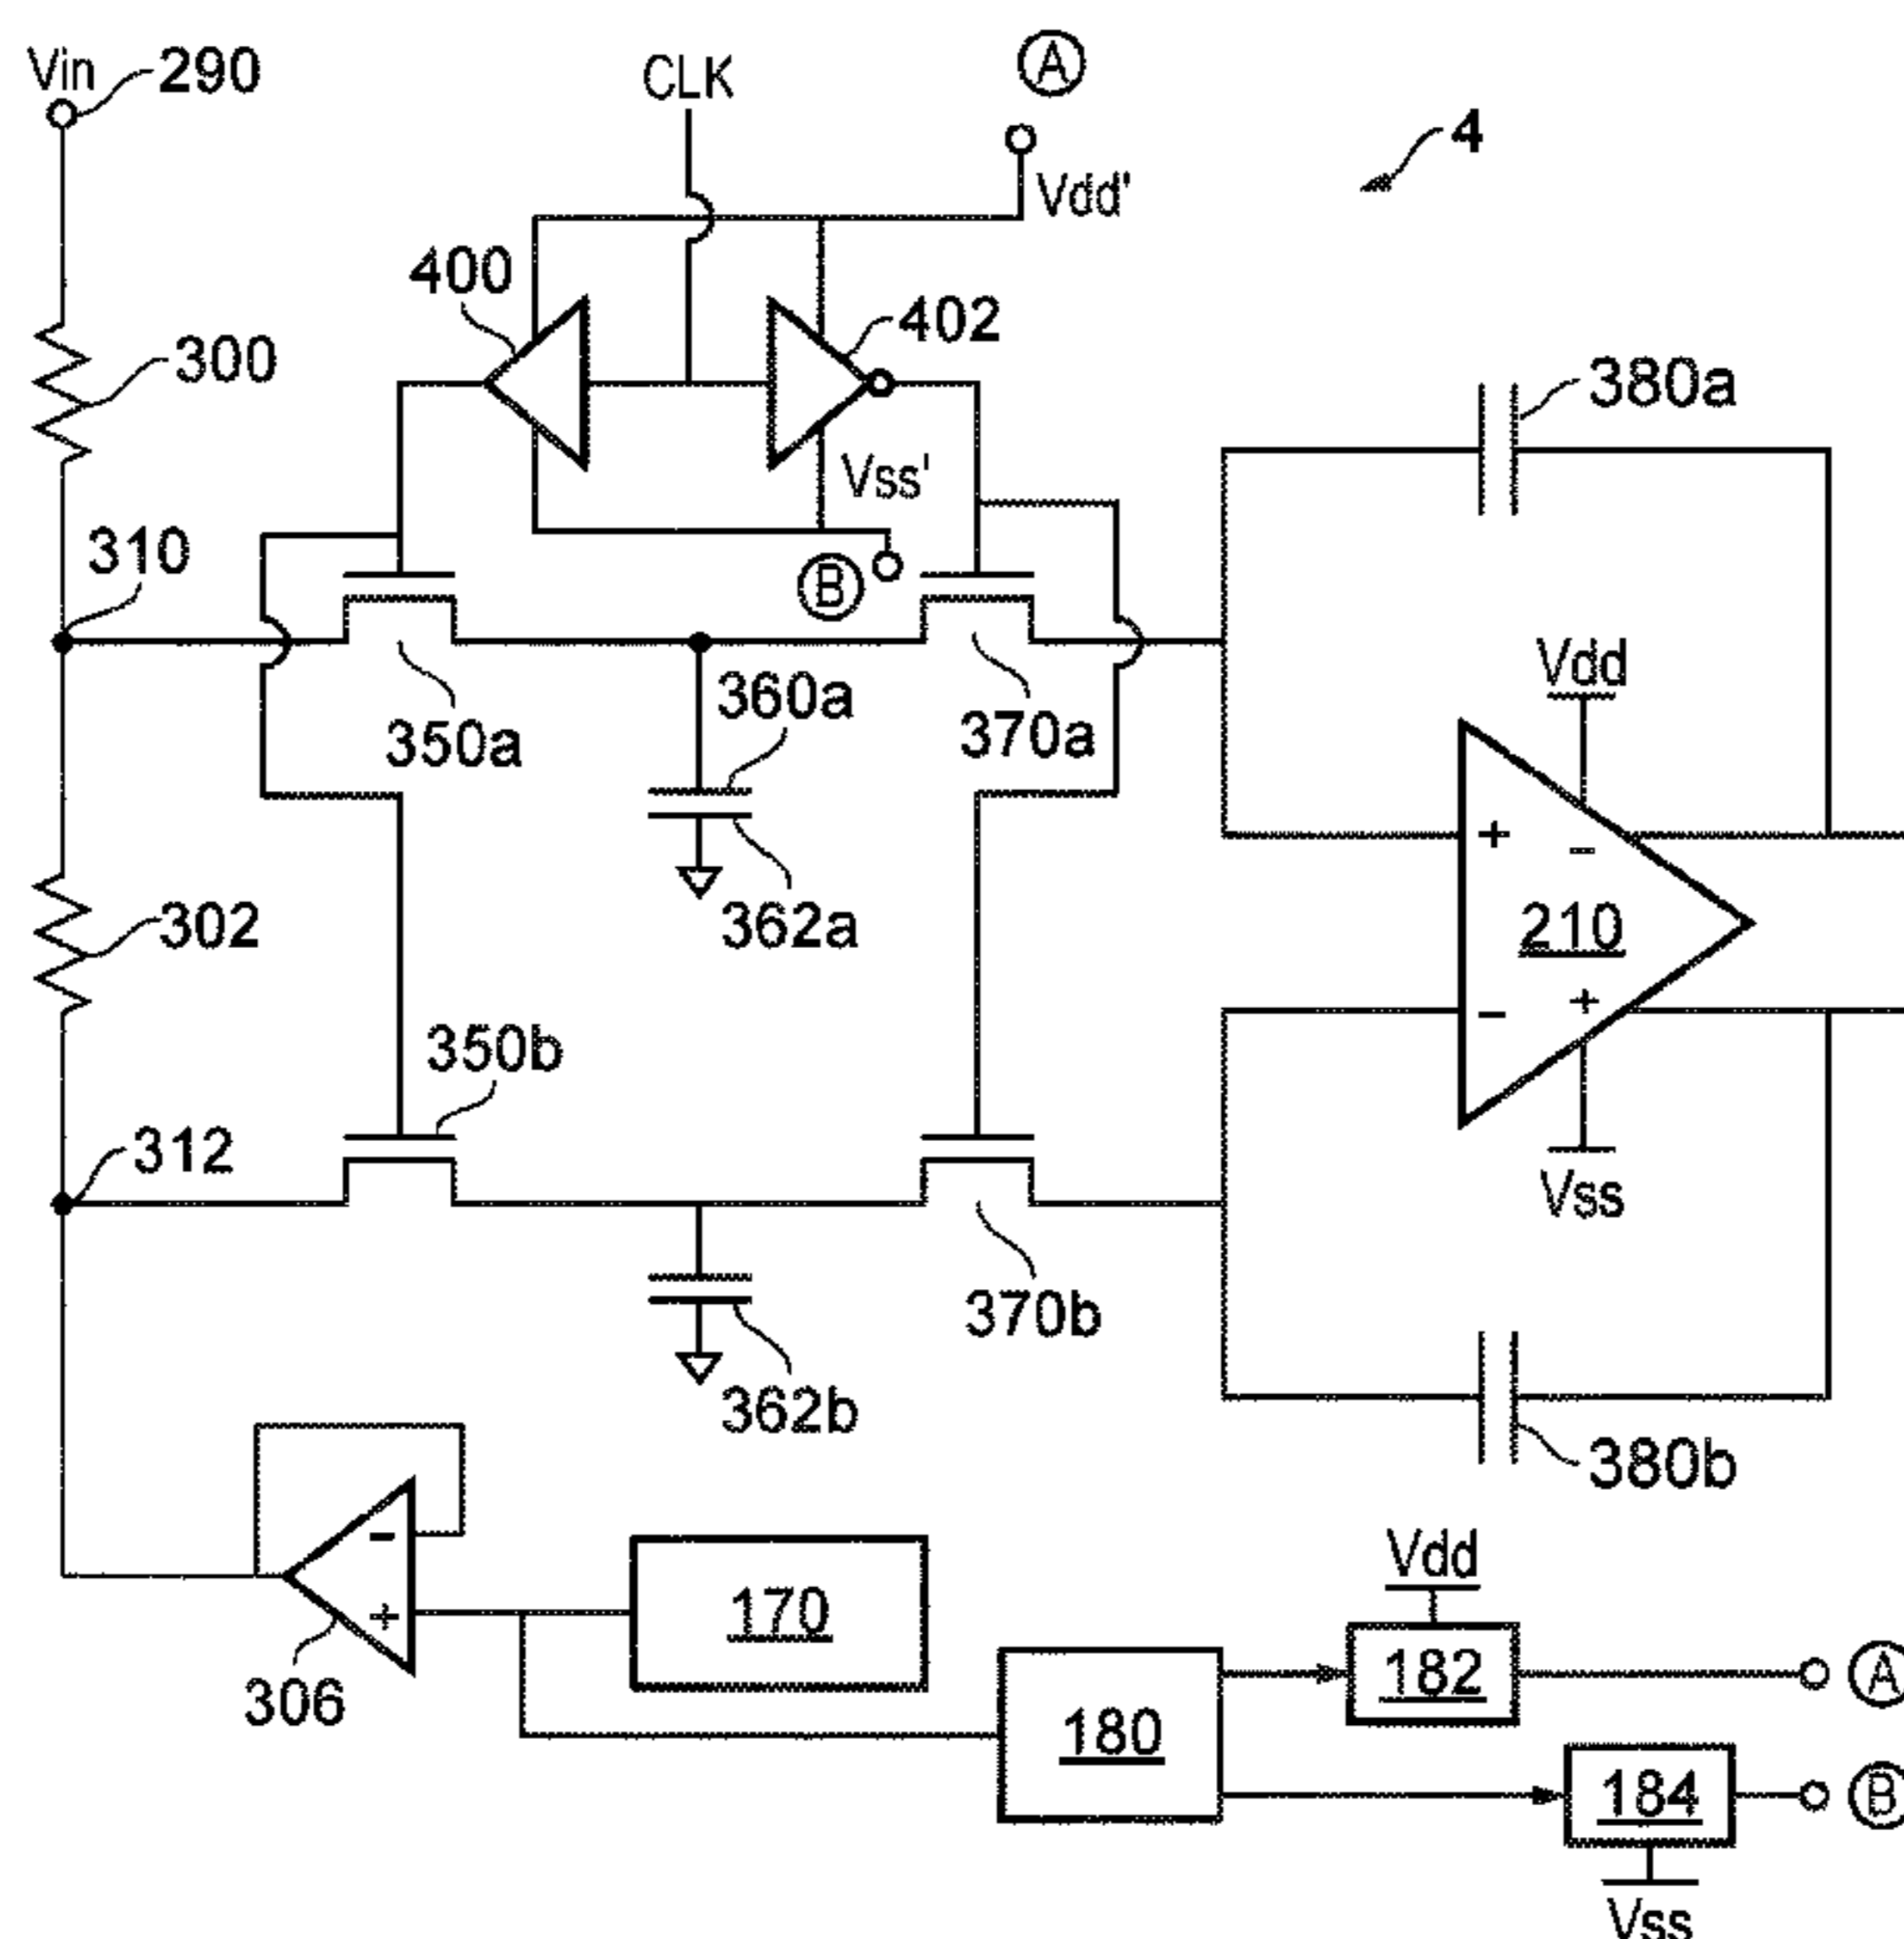 Vin 290
CLK
A
Vdd'
4
400
402
300
380a
Vss'
310
B
Vdd
360a
350a
370a
+
-
362a
302
210
+
-
350b
312
Vss
370b
362b
380b
-
Vdd
170
+
182
A
306
180
184
B
Vss